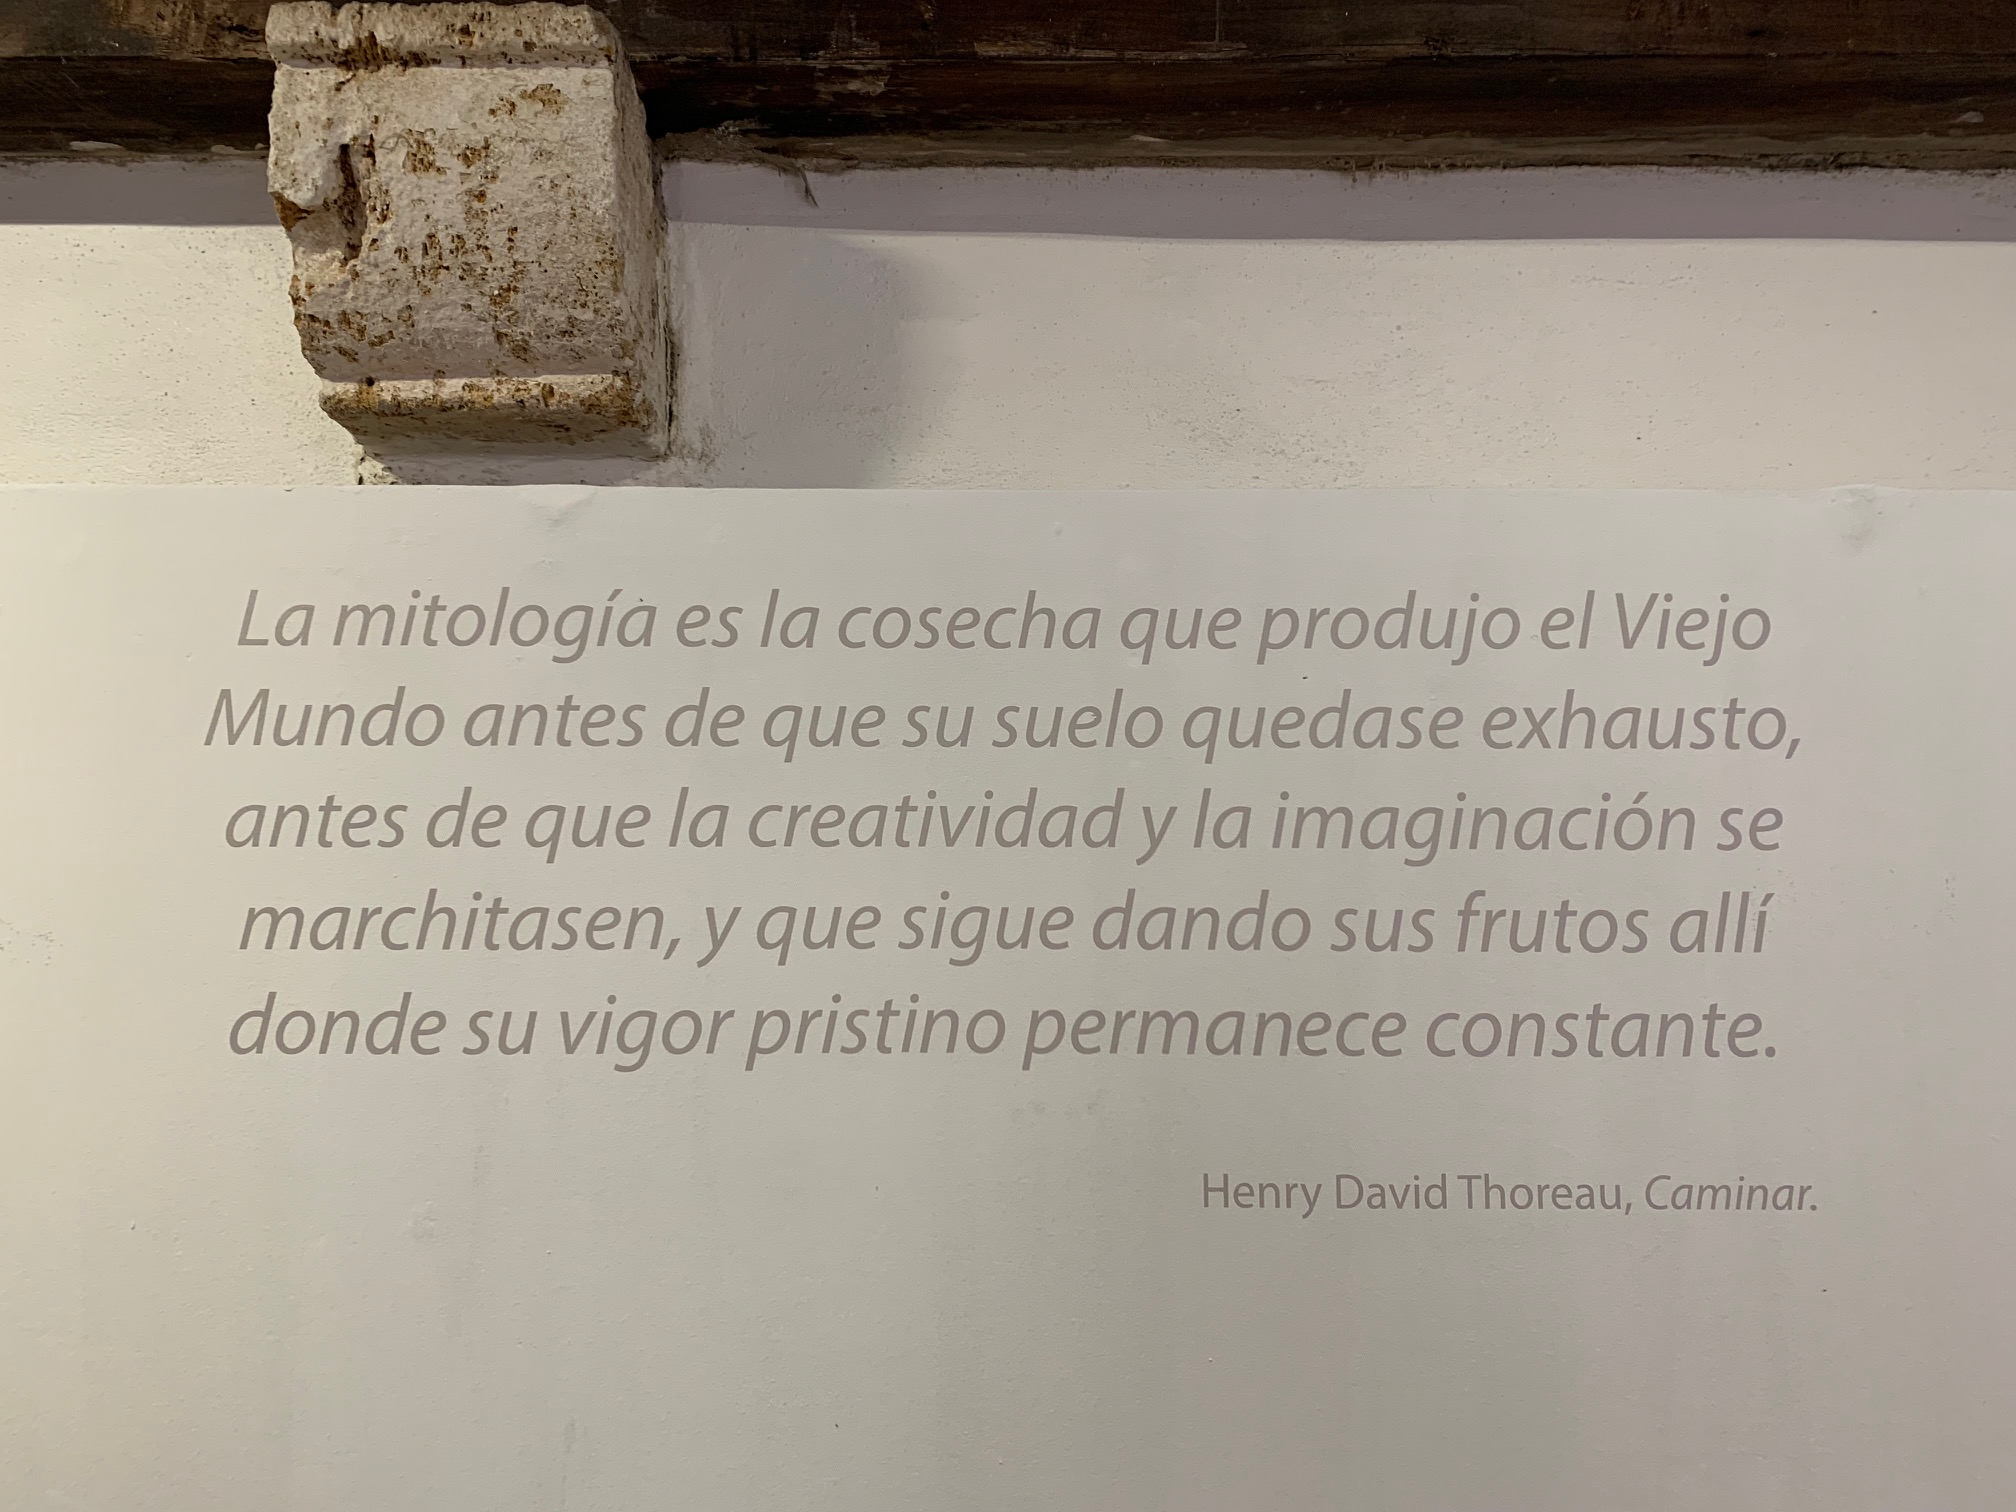 La mitología es la cosecha que produjo el Viejo
Mundo antes de que su suelo quedase exhausto,
antes de que la creatividad y la imaginación se
marchitasen, y que sigue dando sus frutos allí
donde su vigor pristino permanece constante.
Henry David Thoreau, Caminar.